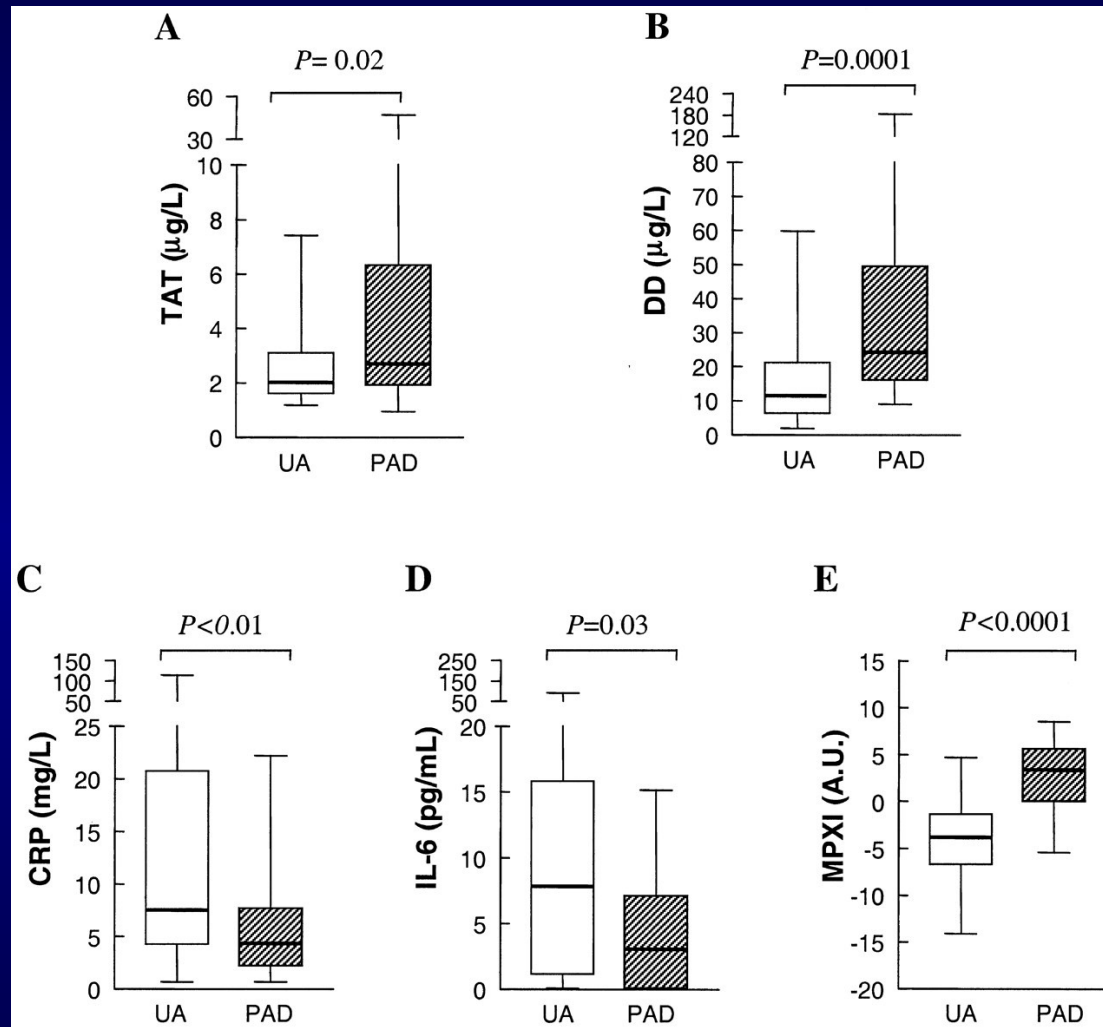 A
P= 0.02
60
30
10
8
6
4
2
0
TAT (μg/L)
UA PAD
B
P=0.0001
240
180
120
80
70
60
50
40
30
20
10
0
DD (μg/L)
UA PAD
C
P<0.01
150
100
50
25
20
15
10
5
0
CRP (mg/L)
UA PAD
D
P=0.03
250
150
50
20
15
10
5
0
IL-6 (pg/mL)
UA PAD
E
P<0.0001
15
10
5
0
-5
-10
-15
-20
MPXI (A.U.)
UA PAD